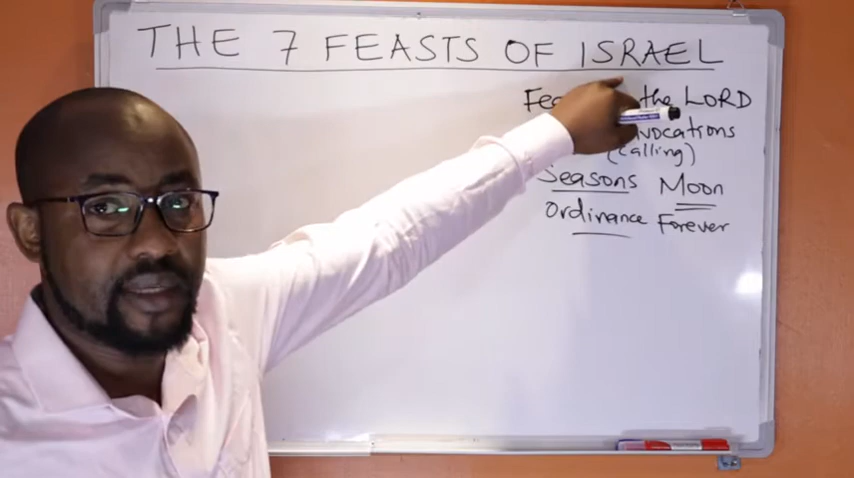 THE 7 FEASTS OF ISRAEL
the LORD
(calling)
Seasons Moon
Ordinance Forever